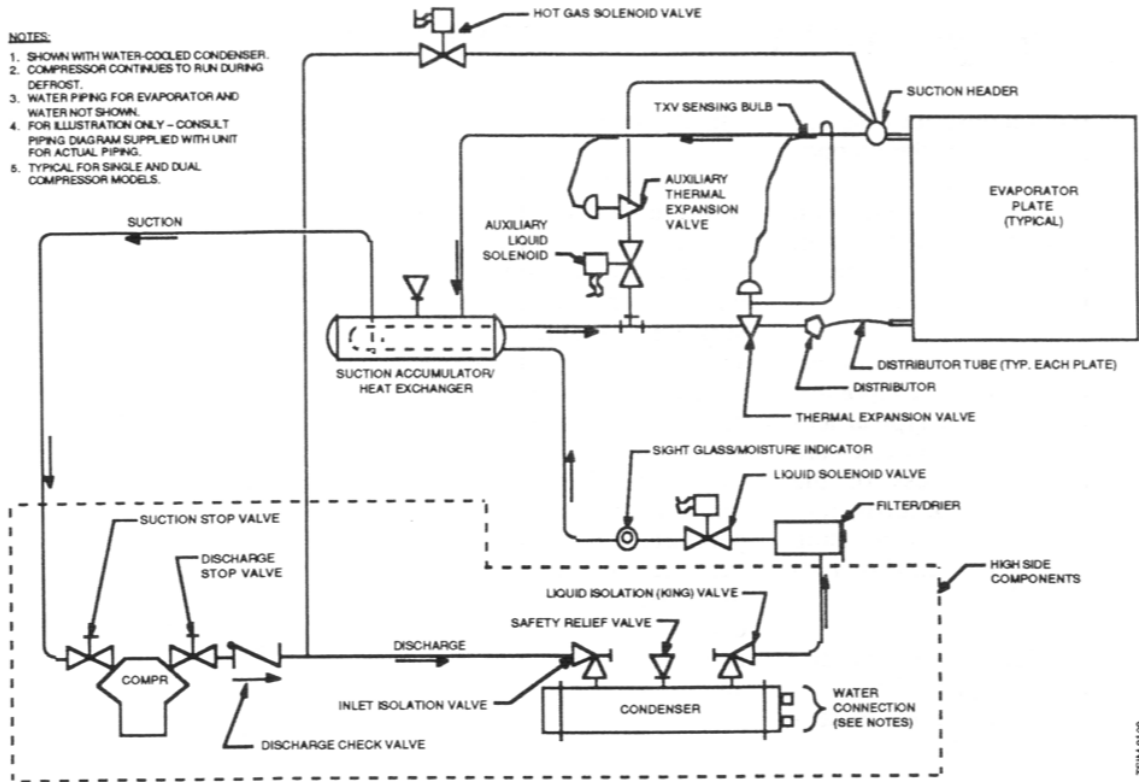 NOTES:
1. SHOWN WITH WATER-COOLED CONDENSER.
2. COMPRESSOR CONTINUES TO RUN DURING
DEFROST.
3. WATER PIPING FOR EVAPORATOR AND
WATER NOT SHOWN.
4. FOR ILLUSTRATION ONLY – CONSULT
PIPING DIAGRAM SUPPLIED WITH UNIT
FOR ACTUAL PIPING.
5. TYPICAL FOR SINGLE AND DUAL
COMPRESSOR MODELS.
HOT GAS SOLENOID VALVE
TXV SENSING BULB
SUCTION HEADER
EVAPORATOR
PLATE
(TYPICAL)
AUXILIARY
THERMAL
EXPANSION
VALVE
AUXILIARY
LIQUID
SOLENOID
SUCTION
SUCTION ACCUMULATOR/
HEAT EXCHANGER
DISTRIBUTOR TUBE (TYP. EACH PLATE)
DISTRIBUTOR
THERMAL EXPANSION VALVE
SIGHT GLASS/MOISTURE INDICATOR
LIQUID SOLENOID VALVE
FILTER/DRIER
SUCTION STOP VALVE
DISCHARGE
STOP VALVE
HIGH SIDE
COMPONENTS
LIQUID ISOLATION (KING) VALVE
SAFETY RELIEF VALVE
DISCHARGE
COMPR
INLET ISOLATION VALVE
CONDENSER
WATER
CONNECTION
(SEE NOTES)
DISCHARGE CHECK VALVE